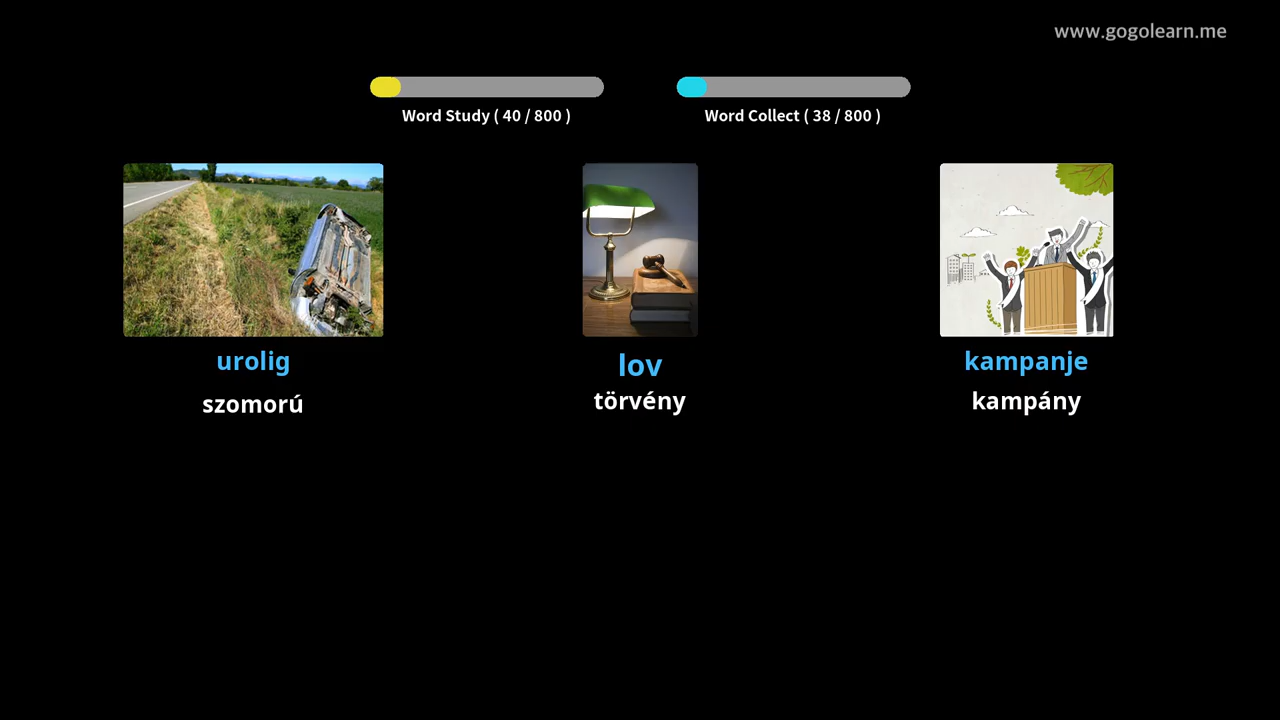 www.gogolearn.me
Word Study ( 40 / 800 )
Word Collect ( 38 / 800 )
urolig
szomorú
lov
törvény
kampanje
kampány